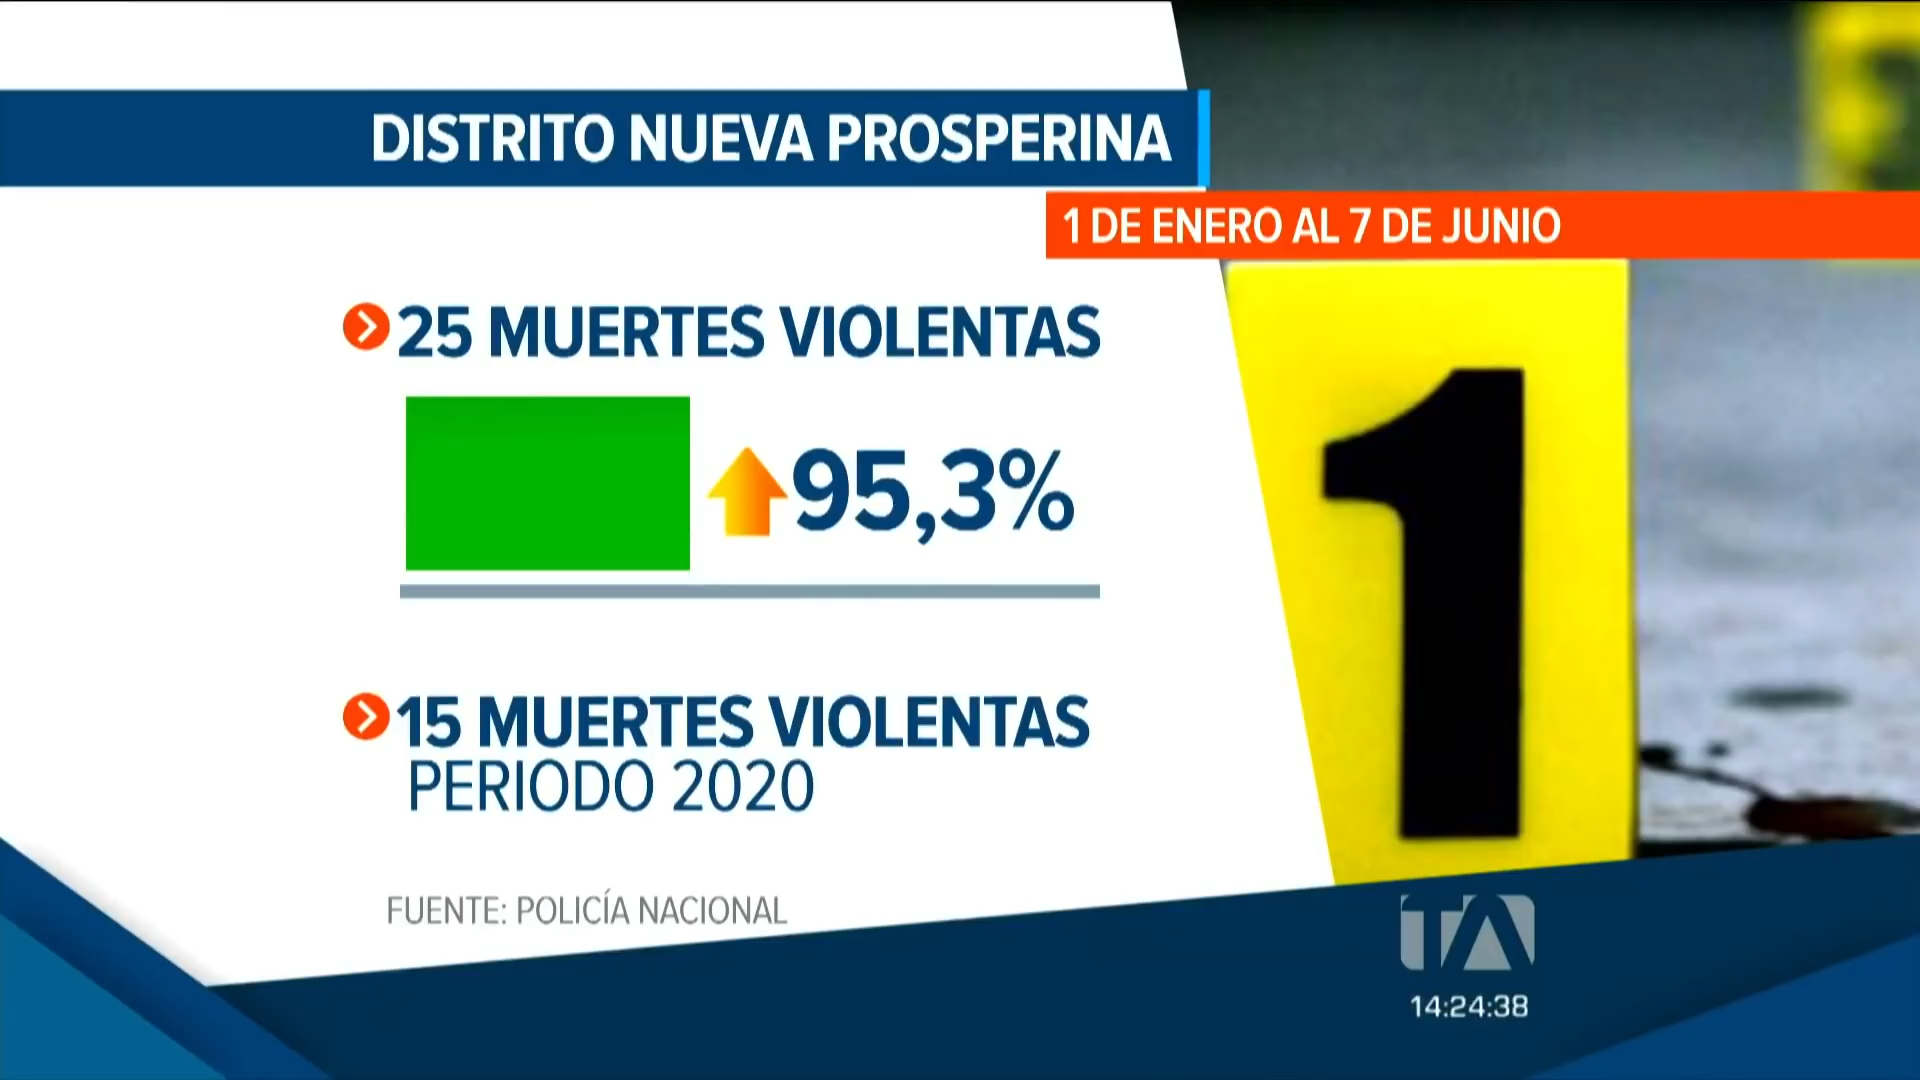 DISTRITO NUEVA PROSPERINA
1 DE ENERO AL 7 DE JUNIO
25 MUERTES VIOLENTAS
95,3%
15 MUERTES VIOLENTAS
PERIODO 2020
FUENTE: POLICÍA NACIONAL
1
TA
14:24:38